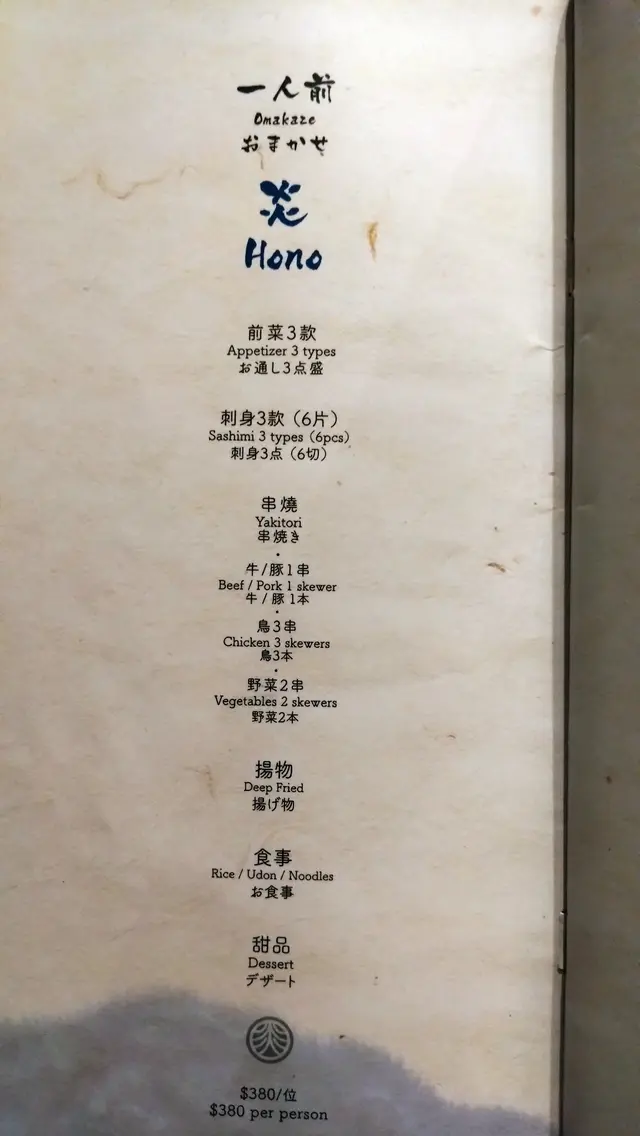 一人前
Omakaze
おまかせ
炎
Hono
前菜3款
Appetizer 3 types
お通し3点盛
刺身3款（6片）
Sashimi 3 types (6pcs)
刺身3点（6切）
串燒
Yakitori
串焼き
牛/豚1串
Beef / Pork 1 skewer
牛/豚 1本
鳥3串
Chicken 3 skewers
鳥3本
野菜2串
Vegetables 2 skewers
野菜2本
揚物
Deep Fried
揚げ物
食事
Rice / Udon / Noodles
お食事
甜品
Dessert
デザート
$380/位
$380 per person